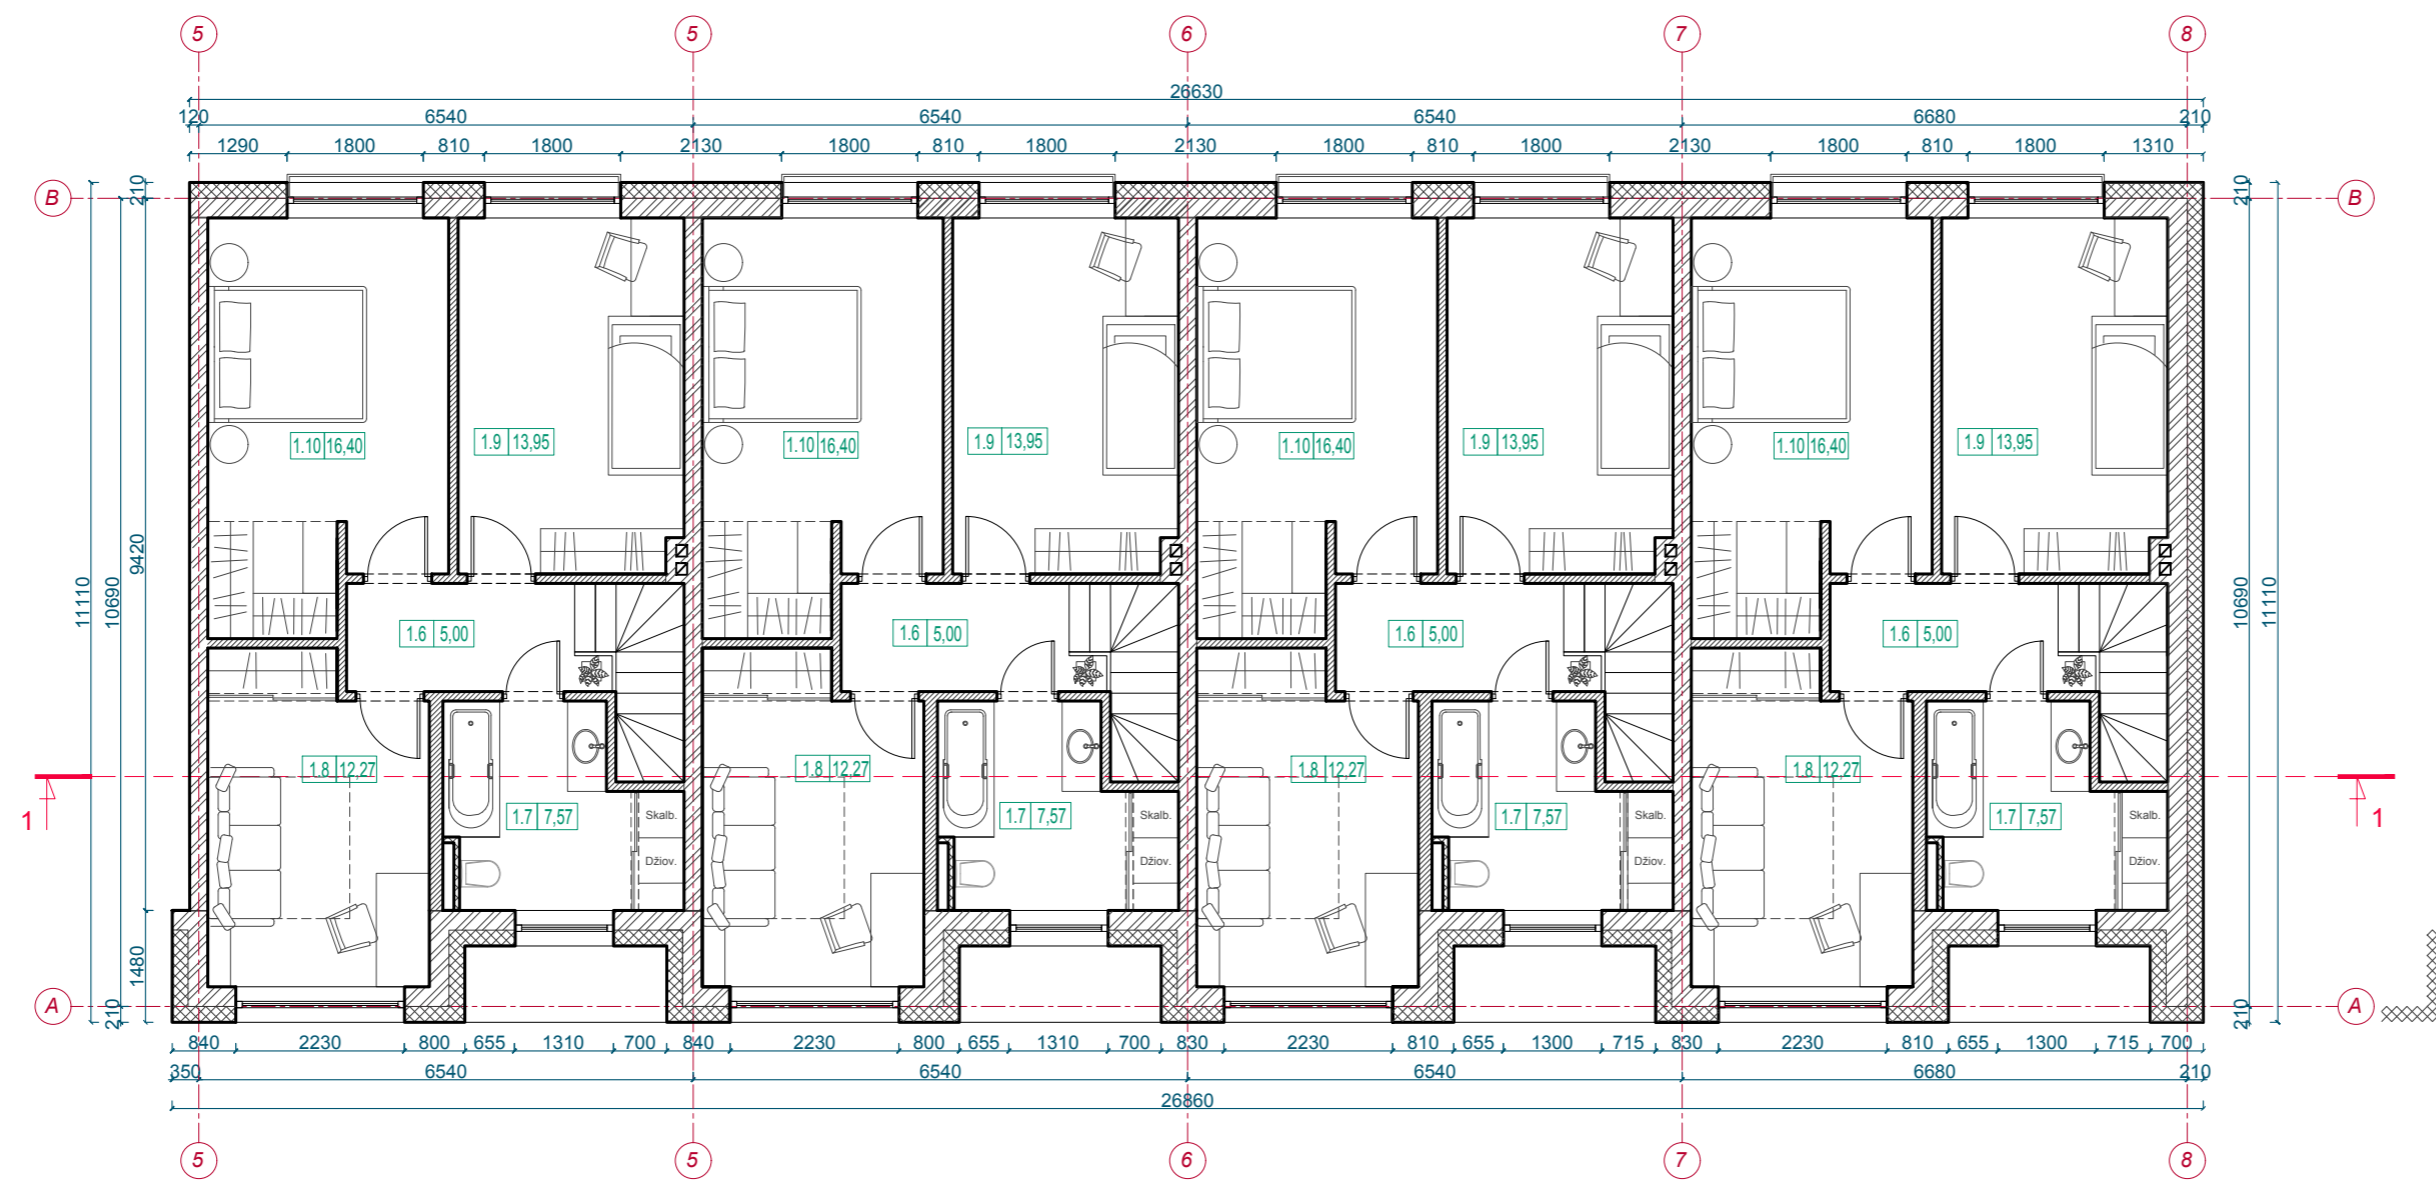 5 5 6 7 8
26630
120 6540 6540 6540 6680 210
1290 1800 810 1800 2130 1800 810 1800 2130 1800 810 1800 2130 1800 810 1800 1310
B 210 210 B
1.10 16,40 1.9 13,95 1.10 16,40 1.9 13,95 1.10 16,40 1.9 13,95 1.10 16,40 1.9 13,95
11110 10690 9420 10690 11110
1.6 5,00 1.6 5,00 1.6 5,00 1.6 5,00
1.8 12,27 1.8 12,27 1.8 12,27 1.8 12,27
1 1.7 7,57 Skalb. 1.7 7,57 Skalb. 1.7 7,57 Skalb. 1.7 7,57 Skalb. 1
Džiov. Džiov. Džiov. Džiov.
1480
A 210 210 A
840 2230 800 655 1310 700 840 2230 800 655 1310 700 830 2230 810 655 1300 715 830 2230 810 655 1300 715 700
350 6540 6540 6540 6680 210
26860
5 5 6 7 8